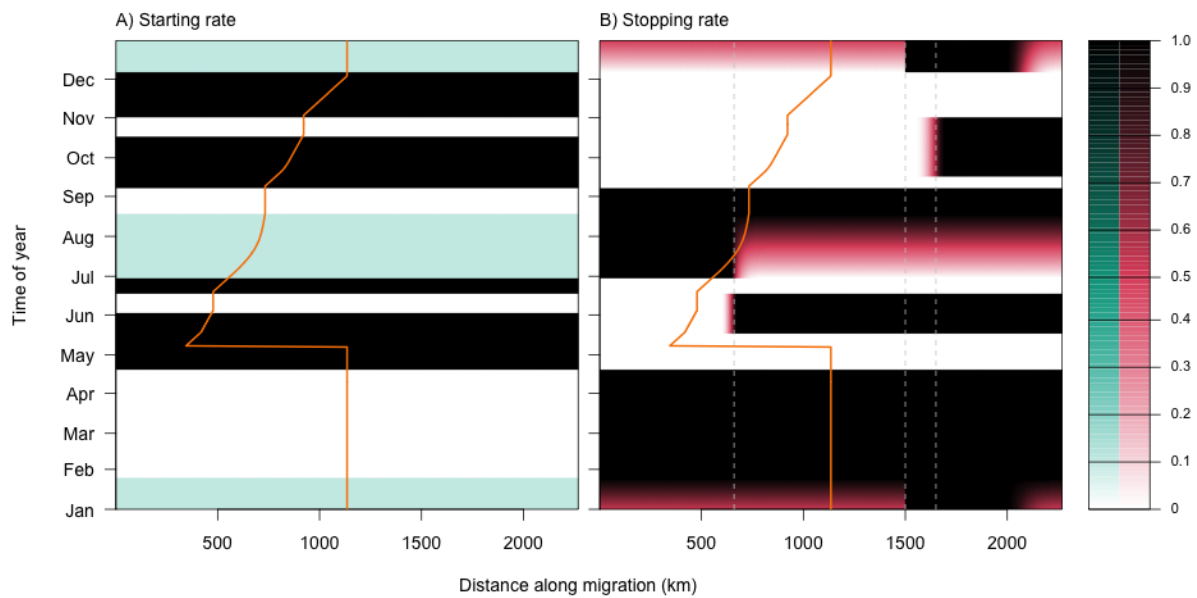 A) Starting rate
B) Stopping rate
Time of year
Dec
Nov
Oct
Sep
Aug
Jul
Jun
May
Apr
Mar
Feb
Jan
500
1000
1500
2000
500
1000
1500
2000
1.0
0.9
0.8
0.7
0.6
0.5
0.4
0.3
0.2
0.1
0
Distance along migration (km)